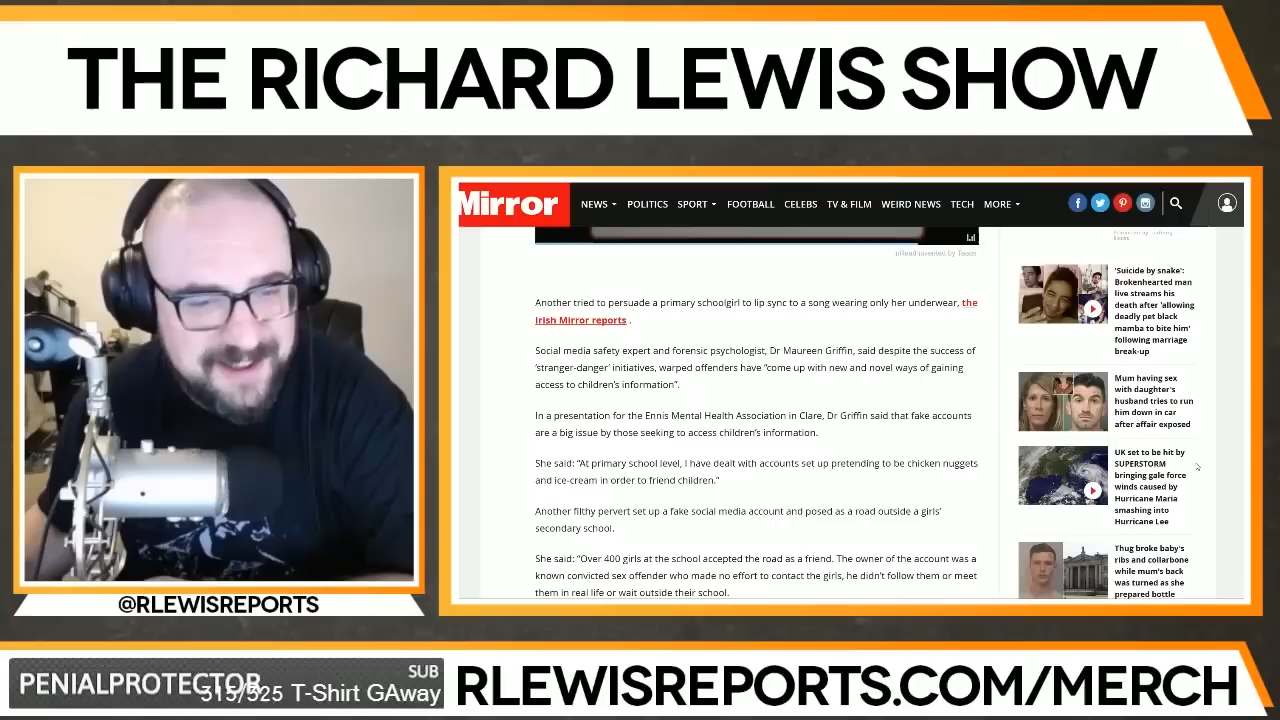 THE RICHARD LEWIS SHOW
Mirror
NEWS POLITICS SPORT FOOTBALL CELEBS TV & FILM WEIRD NEWS TECH MORE
inRead invented by Teads
Another tried to persuade a primary schoolgirl to lip sync to a song wearing only her underwear, the
Irish Mirror reports .
Social media safety expert and forensic psychologist, Dr Maureen Griffin, said despite the success of
'stranger-danger' initiatives, warped offenders have "come up with new and novel ways of gaining
access to children's information".
In a presentation for the Ennis Mental Health Association in Clare, Dr Griffin said that fake accounts
are a big issue by those seeking to access children's information.
She said: "At primary school level, I have dealt with accounts set up pretending to be chicken nuggets
and ice-cream in order to friend children."
Another filthy pervert set up a fake social media account and posed as a road outside a girls'
secondary school.
She said: "Over 400 girls at the school accepted the road as a friend. The owner of the account was a
known convicted sex offender who made no effort to contact the girls, he didn't follow them or meet
them in real life or wait outside their school.
'Suicide by snake':
Brokenhearted man
live streams his
death after 'allowing
deadly pet black
mamba to bite him'
following marriage
break-up
Mum having sex
with daughter's
husband tries to run
him down in car
after affair exposed
UK set to be hit by
SUPERSTORM
bringing gale force
winds caused by
Hurricane Maria
smashing into
Hurricane Lee
Thug broke baby's
ribs and collarbone
while mum's back
was turned as she
prepared bottle
@RLEWISREPORTS
PENIALPROTECTOR
SUB
315/325 T-Shirt GAway
RLEWISREPORTS.COM/MERCH